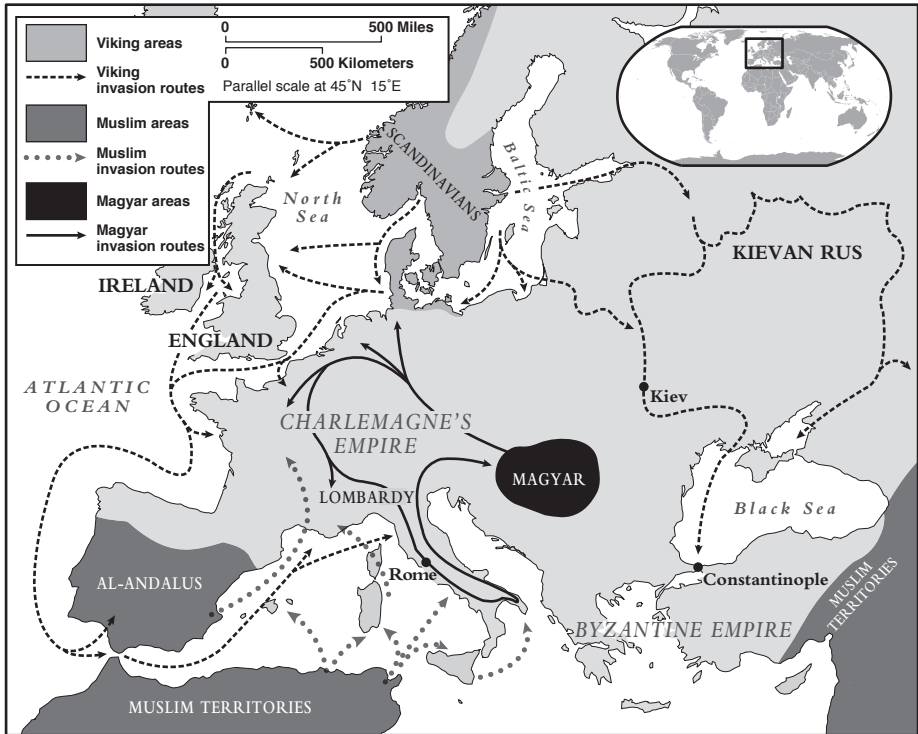 Viking areas
Viking
invasion routes
Muslim areas
Muslim
invasion routes
Magyar areas
Magyar
invasion routes
0 500 Miles
0 500 Kilometers
Parallel scale at 45°N 15°E
SCANDINAVIANS
Baltic Sea
North
Sea
KIEVAN RUS
IRELAND
ENGLAND
ATLANTIC
OCEAN
Kiev
CHARLEMAGNE'S
EMPIRE
MAGYAR
LOMBARDY
Black Sea
AL-ANDALUS
Rome
Constantinople
MUSLIM
TERRITORIES
BYZANTINE EMPIRE
MUSLIM TERRITORIES